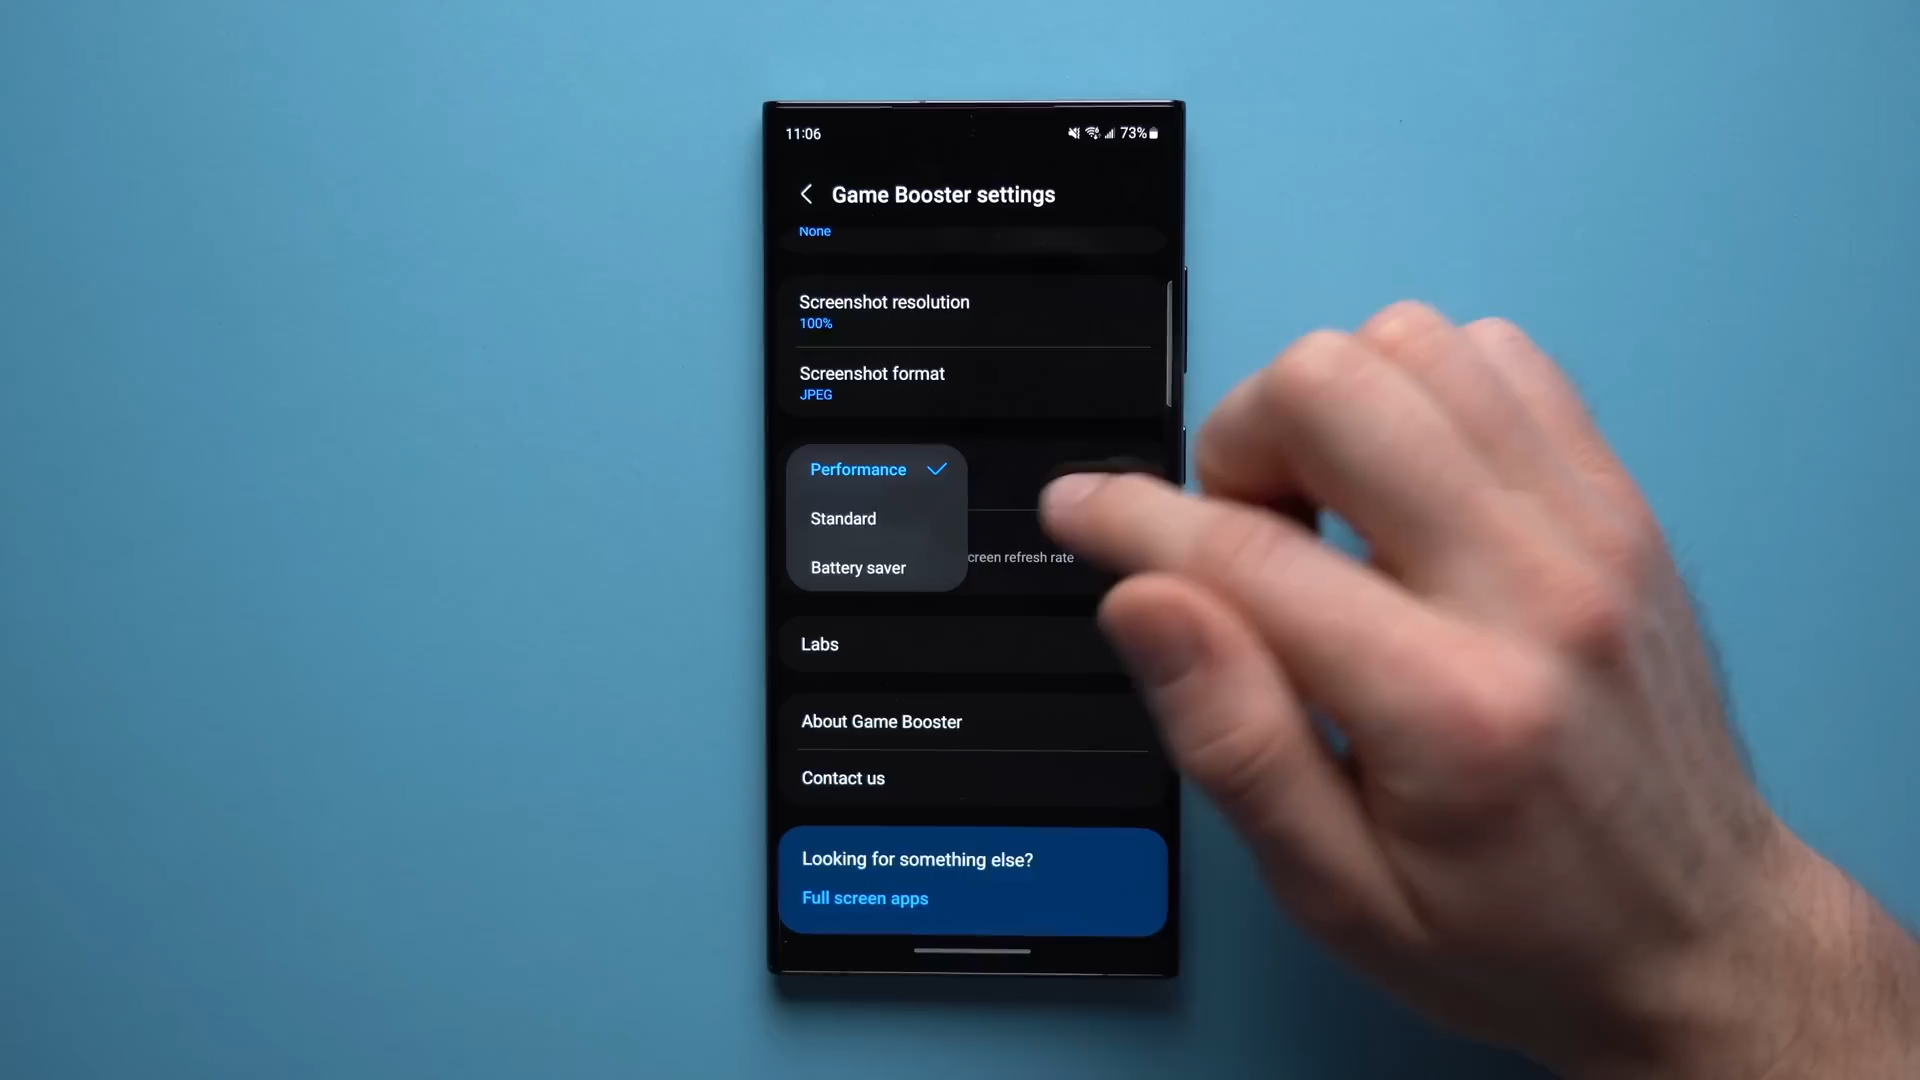 11:06
73%
Game Booster settings
None
Screenshot resolution
100%
Screenshot format
JPEG
Performance
Standard
Battery saver
refresh rate
Labs
About Game Booster
Contact us
Looking for something else?
Full screen apps